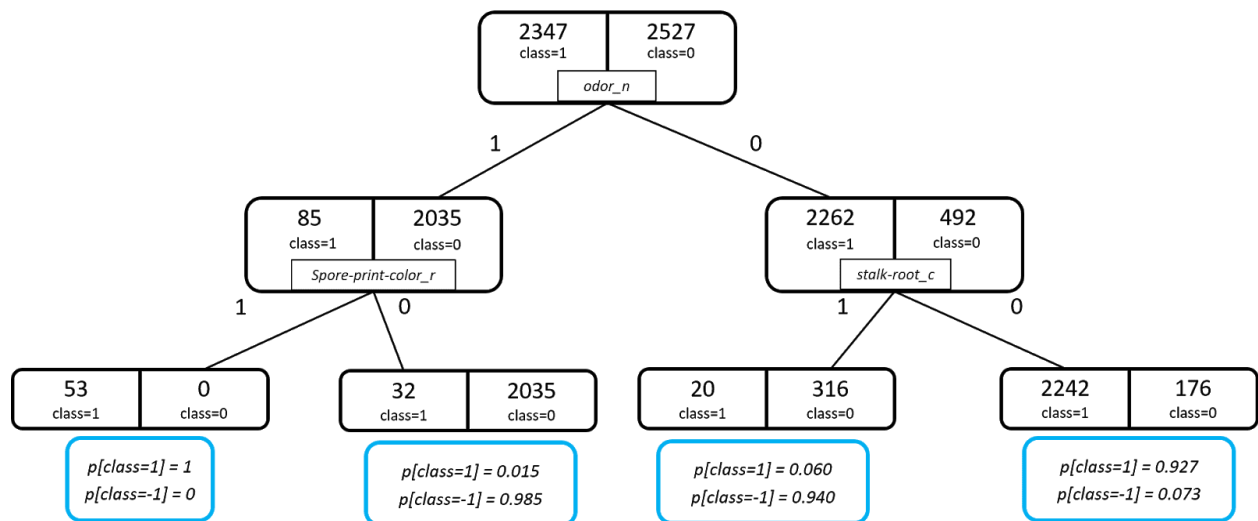 2347 2527
class=1 class=0
odor_n
1 0
85 2035 2262 492
class=1 class=0 class=1 class=0
Spore-print-color_r stalk-root_c
1 0 1 0
53 0 32 2035 20 316 2242 176
class=1 class=0 class=1 class=0 class=1 class=0 class=1 class=0
p[class=1] = 1 p[class=1] = 0.015 p[class=1] = 0.060 p[class=1] = 0.927
p[class=-1] = 0 p[class=-1] = 0.985 p[class=-1] = 0.940 p[class=-1] = 0.073